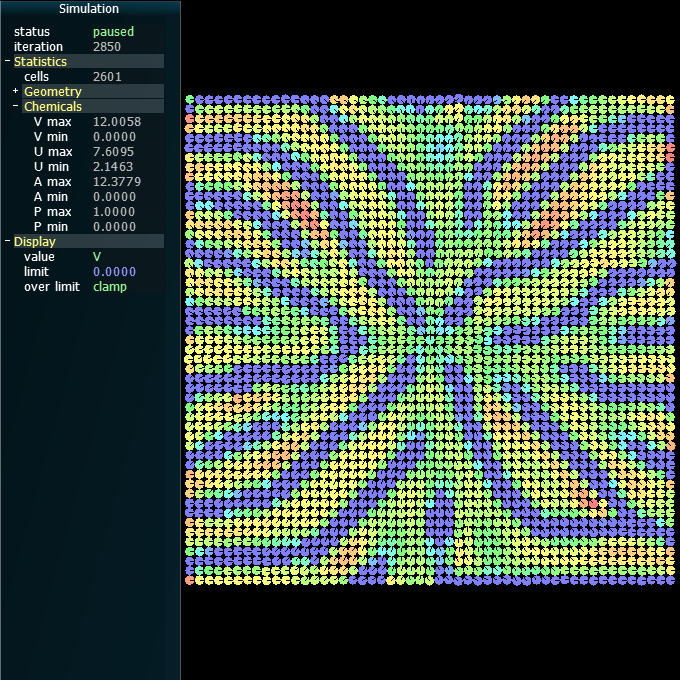 Simulation
status paused
iteration 2850
- Statistics
cells 2601
+ Geometry
- Chemicals
V max 12.0058
V min 0.0000
U max 7.6095
U min 2.1463
A max 12.3779
A min 0.0000
P max 1.0000
P min 0.0000
- Display
value V
limit 0.0000
over limit clamp